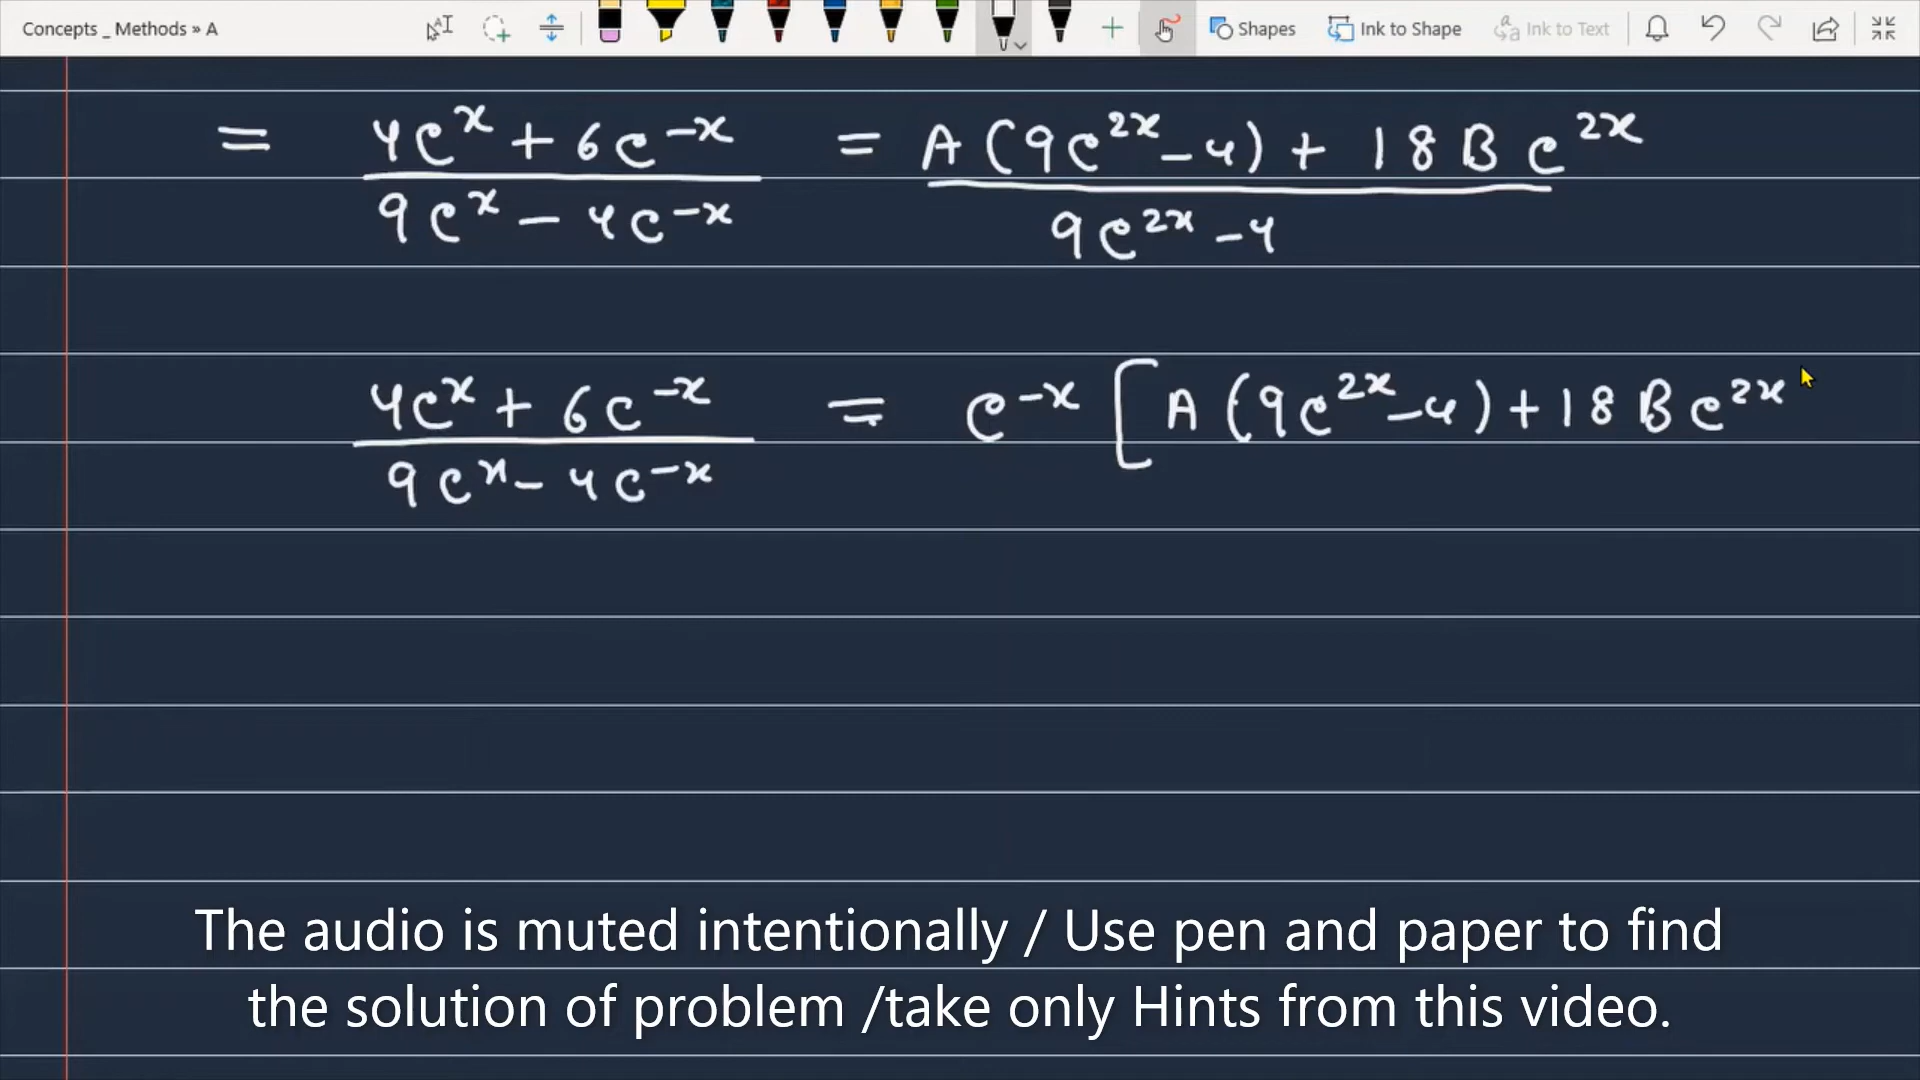 Concepts _ Methods » A
Shapes Ink to Shape Ink to Text
= 4e^x + 6e^-x / 9e^x - 4e^-x = A(9e^2x - 4) + 18Be^2x / 9e^2x - 4
4e^x + 6e^-x / 9e^x - 4e^-x = e^-x [A(9e^2x - 4) + 18Be^2x
The audio is muted intentionally / Use pen and paper to find
the solution of problem /take only Hints from this video.